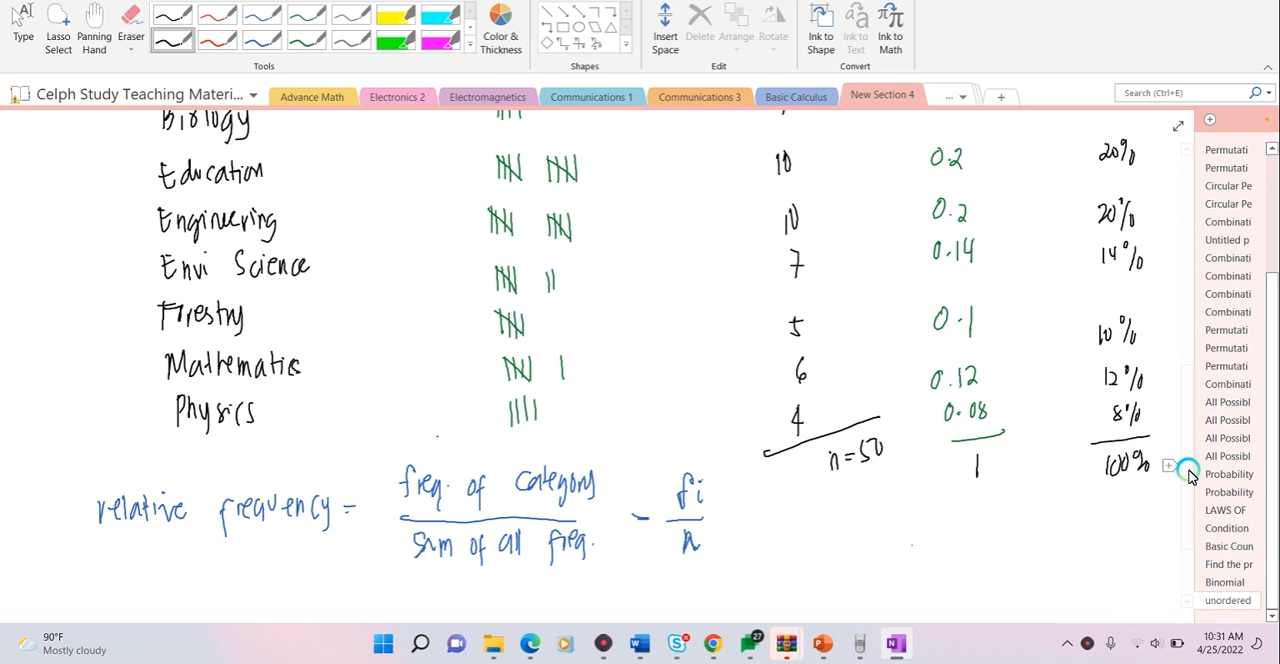 Type Lasso Select Panning Hand Eraser Color & Thickness Insert Space Delete Arrange Rotate Ink to Shape Ink to Text Ink to Math
Tools Shapes Edit Convert
Celph Study Teaching Materi... Advance Math Electronics 2 Electromagnetics Communications 1 Communications 3 Basic Calculus New Section 4 ... Search (Ctrl+E)
Biology
Education 10 0.2 20%
Engineering 10 0.2 20%
Envi Science 7 0.14 14%
Forestry 5 0.1 10%
Mathematics 6 0.12 12%
Physics 4 0.08 8%
n=50 1 100%
relative frequency = freq. of category / sum of all freq. = fi / n
Permutati
Permutati
Circular Pe
Circular Pe
Combinati
Untitled p
Combinati
Combinati
Combinati
Combinati
Permutati
Permutati
Permutati
Combinati
All Possibl
All Possibl
All Possibl
All Possibl
Probability
Probability
LAWS OF
Condition
Basic Coun
Find the pr
Binomial
unordered
90°F
Mostly cloudy
27
10:31 AM
4/25/2022